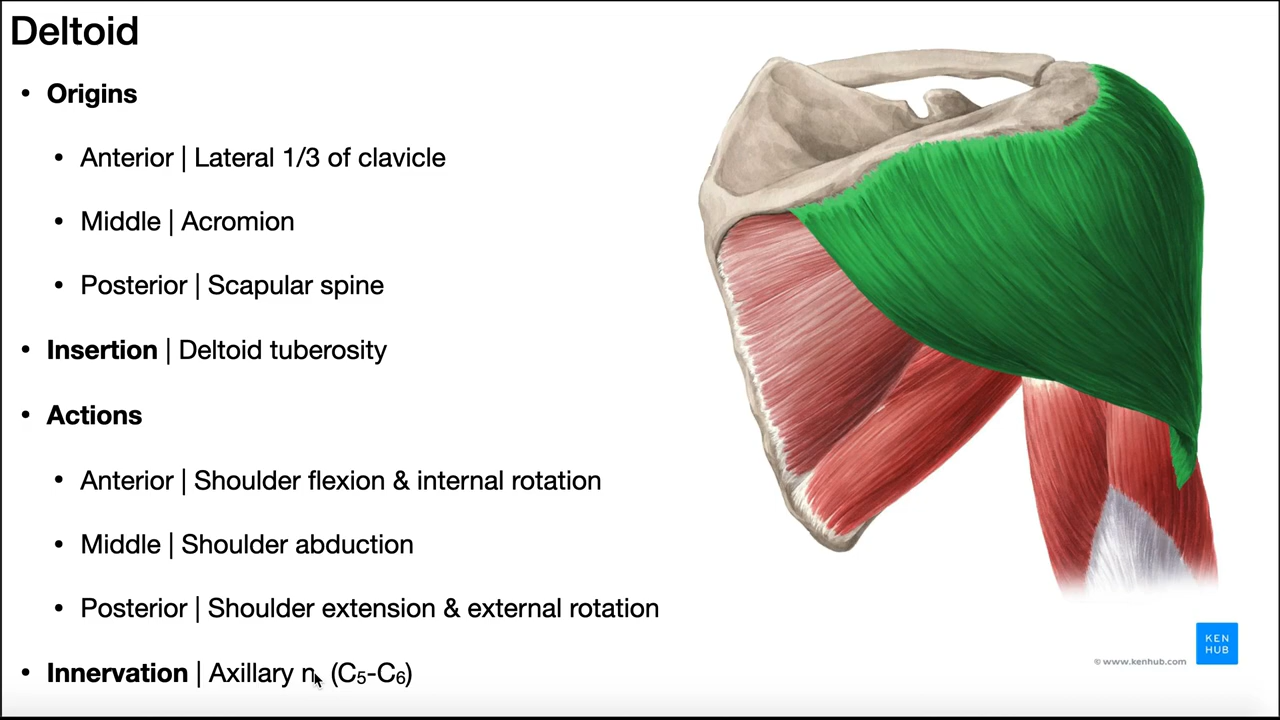 Deltoid
• Origins
• Anterior | Lateral 1/3 of clavicle
• Middle | Acromion
• Posterior | Scapular spine
• Insertion | Deltoid tuberosity
• Actions
• Anterior | Shoulder flexion & internal rotation
• Middle | Shoulder abduction
• Posterior | Shoulder extension & external rotation
• Innervation | Axillary n. (C₅-C₆)
KEN
HUB
© www.kenhub.com